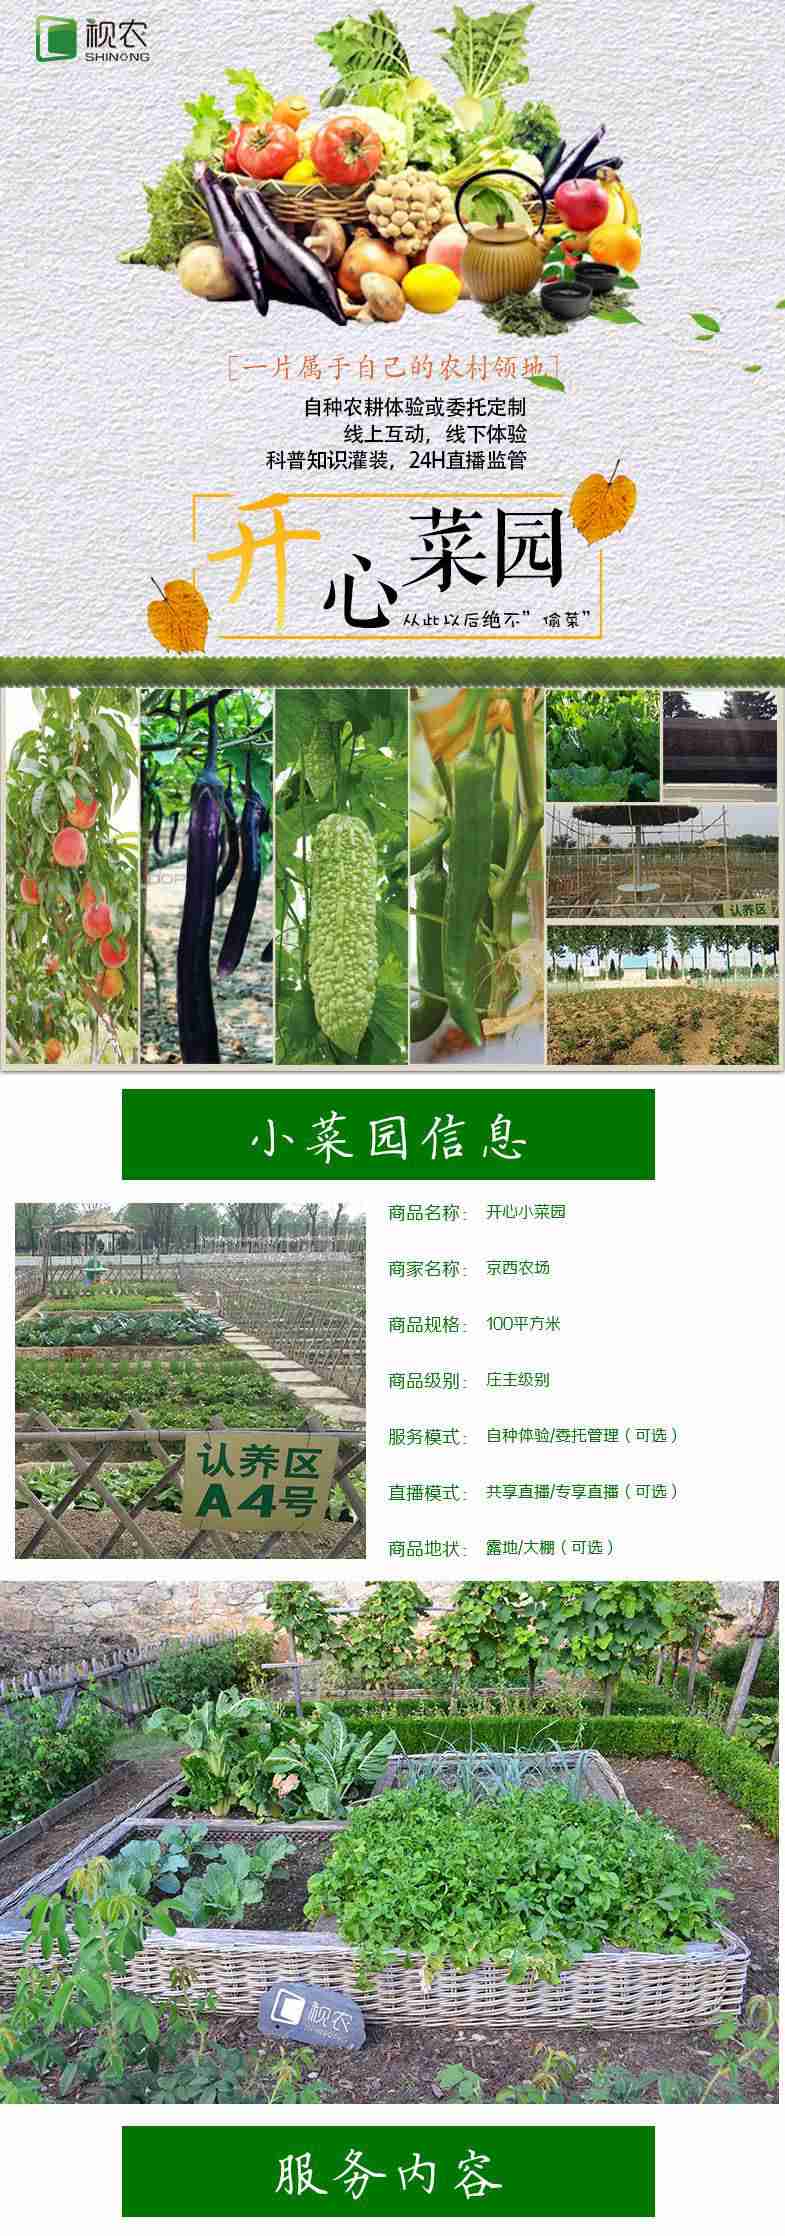 视农
SHINONG
[一片属于自己的农村领地]
自种农耕体验或委托定制
线上互动，线下体验
科普知识灌装，24H直播监管
开心菜园
从此以后绝不”偷菜”
认养区
小菜园信息
商品名称： 开心小菜园
商家名称： 京西农场
商品规格： 100平方米
商品级别： 庄主级别
服务模式： 自种体验/委托管理（可选）
直播模式： 共享直播/专享直播（可选）
商品地状： 露地/大棚（可选）
认养区
A4号
视农
服务内容